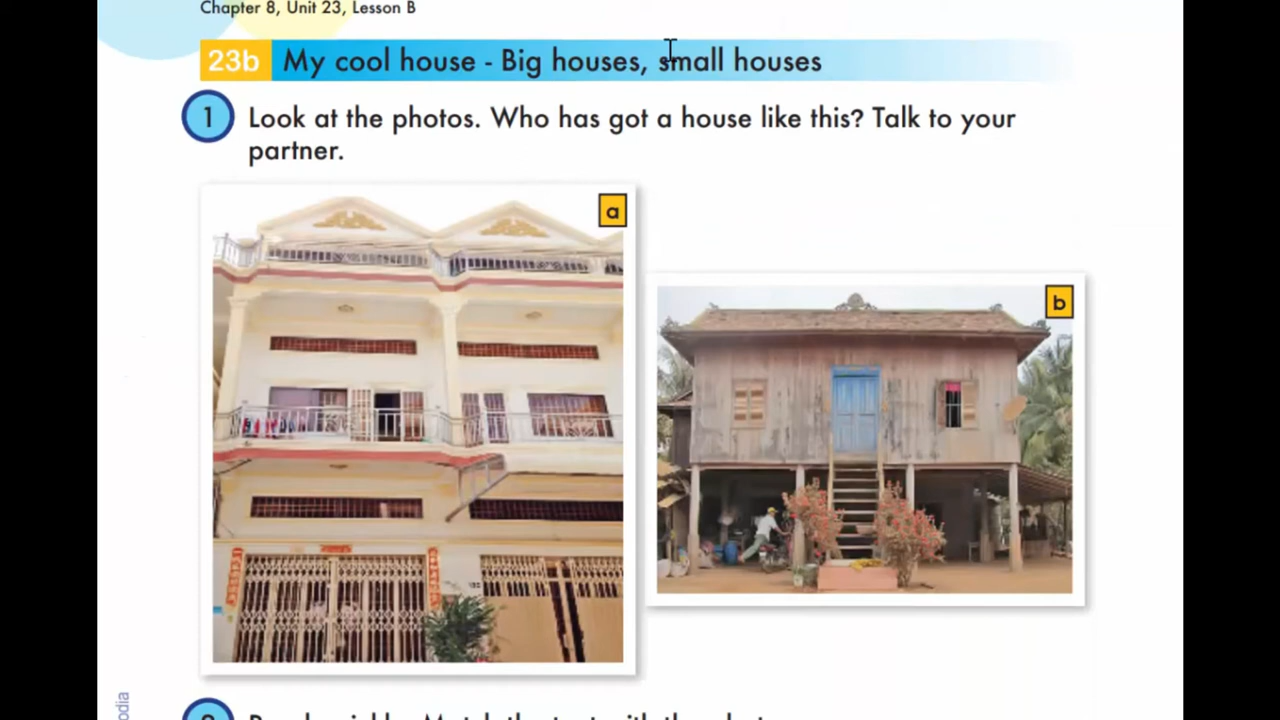 Chapter 8, Unit 23, Lesson B
23b My cool house - Big houses, small houses
1 Look at the photos. Who has got a house like this? Talk to your
partner.
a
b